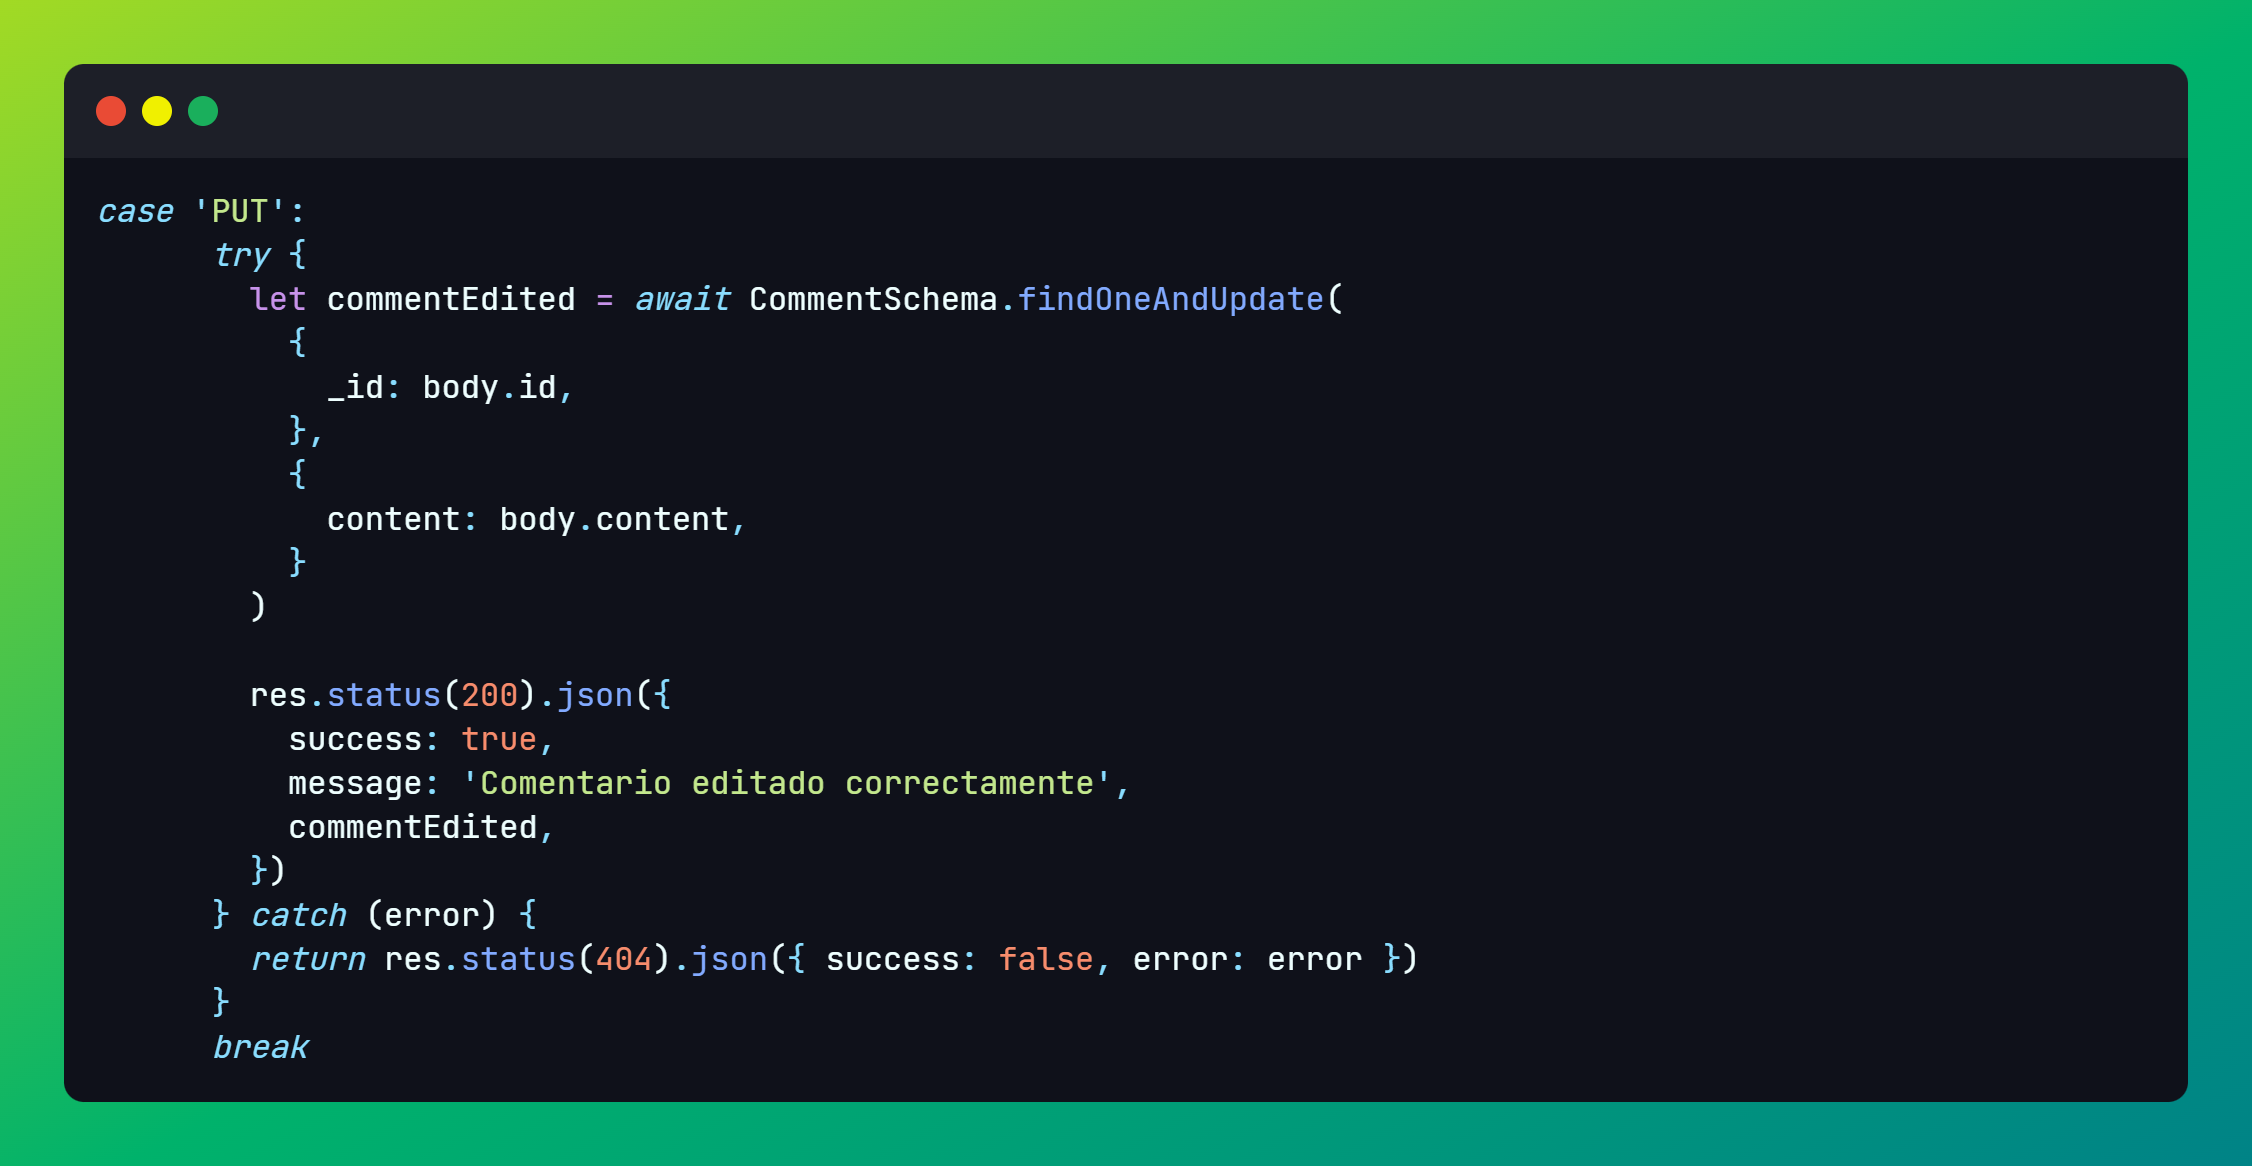 case 'PUT':
      try {
        let commentEdited = await CommentSchema.findOneAndUpdate(
          {
            _id: body.id,
          },
          {
            content: body.content,
          }
        )

        res.status(200).json({
          success: true,
          message: 'Comentario editado correctamente',
          commentEdited,
        })
      } catch (error) {
        return res.status(404).json({ success: false, error: error })
      }
      break